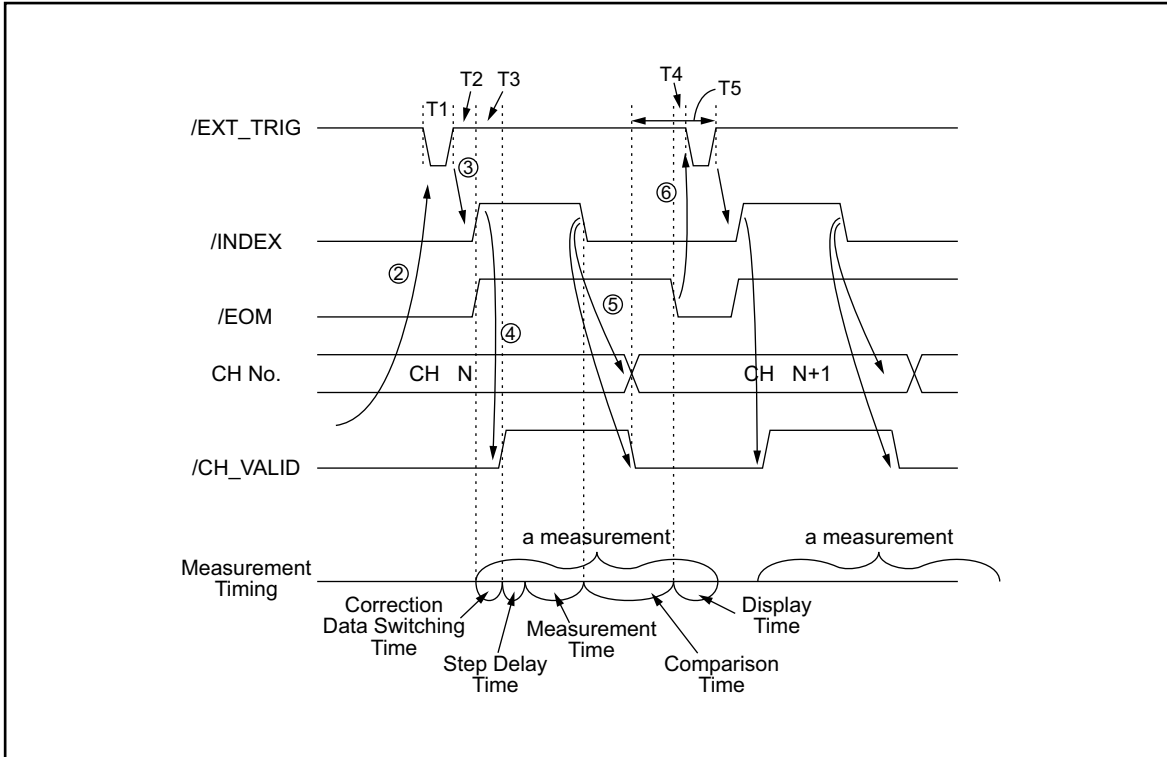 T1
T2
T3
T4
T5
/EXT_TRIG
③
⑥
/INDEX
②
/EOM
⑤
④
CH No.
CH N
CH N+1
/CH_VALID
a measurement
a measurement
Measurement
Timing
Correction
Data Switching
Time
Step Delay
Time
Measurement
Time
Comparison
Time
Display
Time